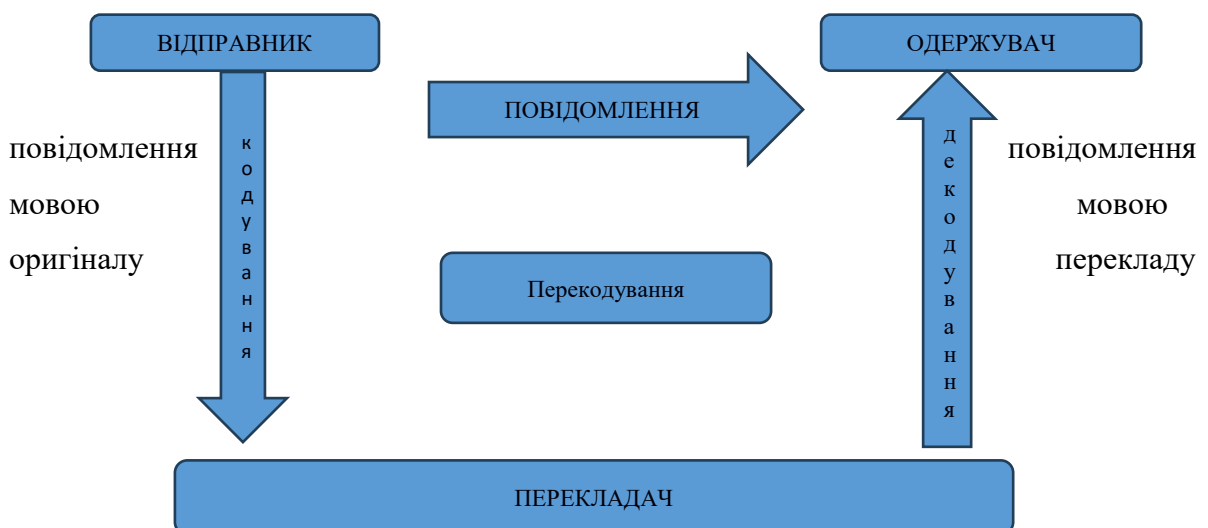 ВІДПРАВНИК
ОДЕРЖУВАЧ
ПОВІДОМЛЕННЯ
повідомлення
мовою
оригіналу
кодування
декодування
повідомлення
мовою
перекладу
Перекодування
ПЕРЕКЛАДАЧ